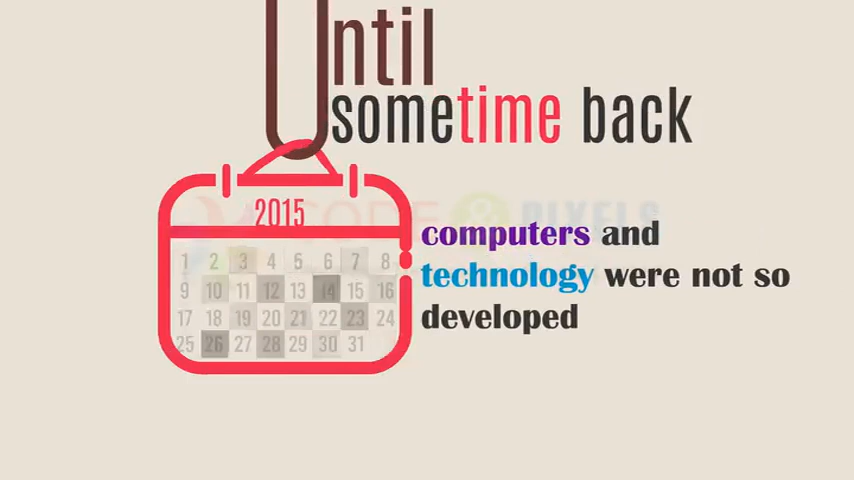 Until
sometime back
2015
CODE & PIXELS
computers and
technology were not so
developed
1 2 3 4 5 6 7 8
9 10 11 12 13 14 15 16
17 18 19 20 21 22 23 24
25 26 27 28 29 30 31